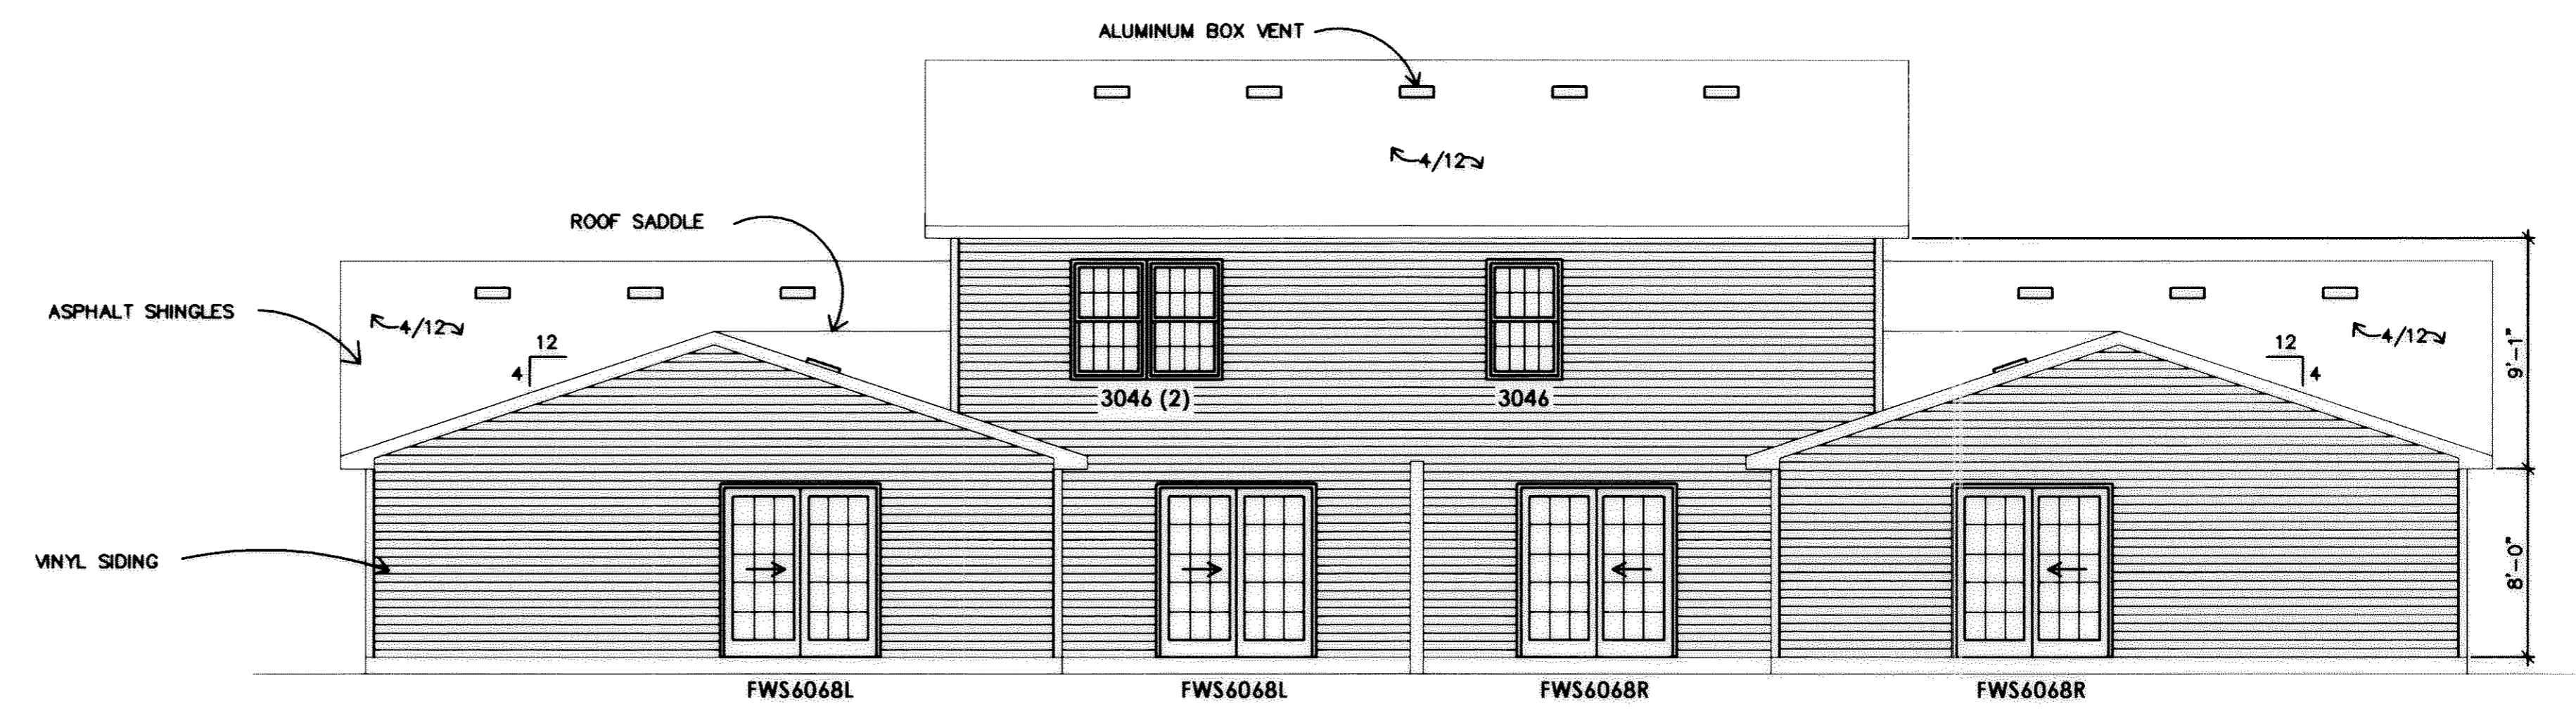 ALUMINUM BOX VENT
4/12
ROOF SADDLE
ASPHALT SHINGLES
4/12
12
4
3046 (2)
3046
12
4
4/12
9'-1"
VINYL SIDING
8'-0"
FWS6068L
FWS6068L
FWS6068R
FWS6068R